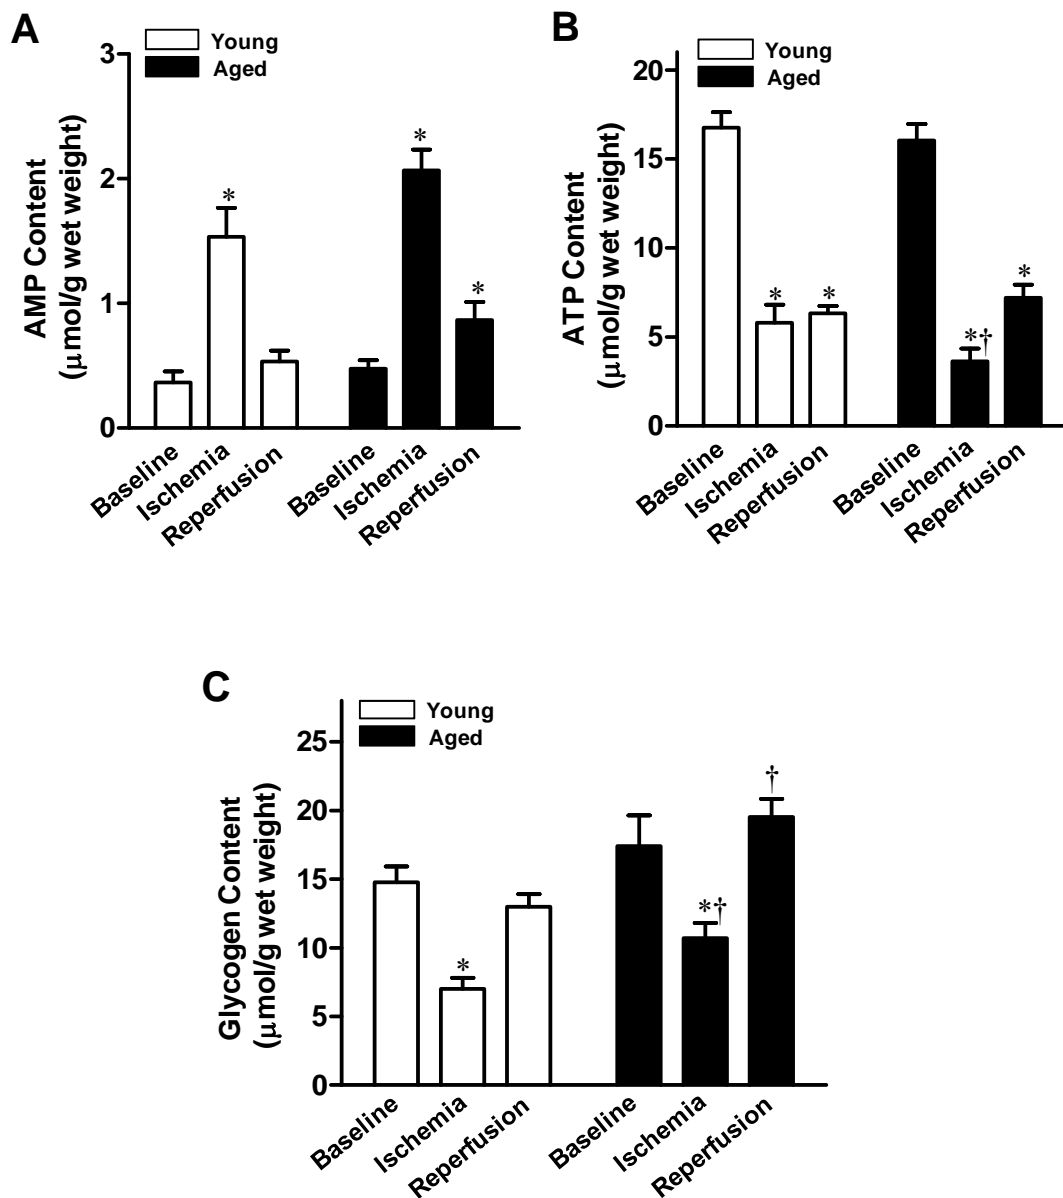 A
Young
Aged
3
2
1
0
AMP Content
(μmol/g wet weight)
*
*
*
Baseline
Ischemia
Reperfusion
Baseline
Ischemia
Reperfusion
B
Young
Aged
20
15
10
5
0
ATP Content
(μmol/g wet weight)
*
*
*†
*
Baseline
Ischemia
Reperfusion
Baseline
Ischemia
Reperfusion
C
Young
Aged
25
20
15
10
5
0
Glycogen Content
(μmol/g wet weight)
*
*†
†
Baseline
Ischemia
Reperfusion
Baseline
Ischemia
Reperfusion